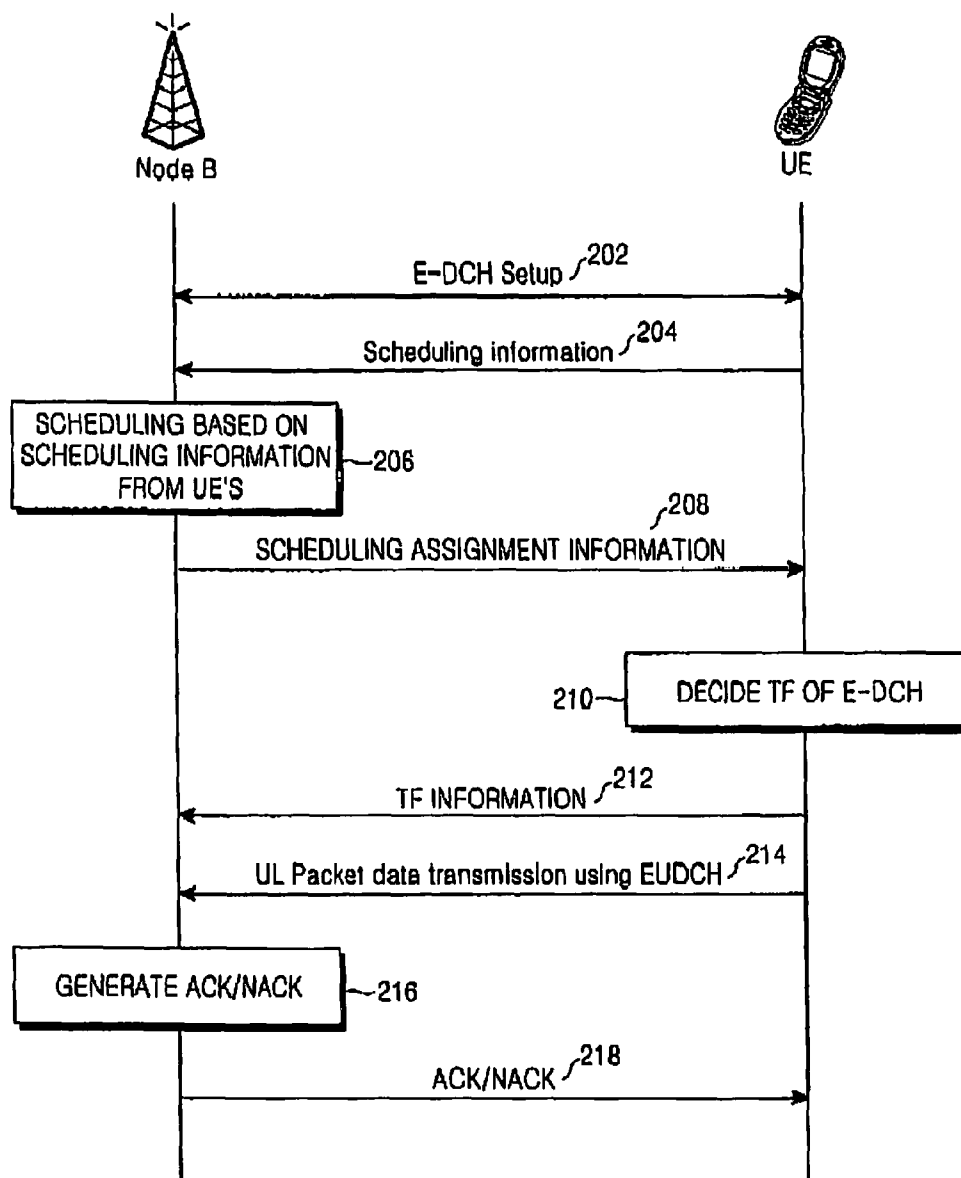 Node B
UE
E-DCH Setup 202
Scheduling information 204
SCHEDULING BASED ON
SCHEDULING INFORMATION
FROM UE'S
206
208
SCHEDULING ASSIGNMENT INFORMATION
210
DECIDE TF OF E-DCH
TF INFORMATION 212
UL Packet data transmission using EUDCH 214
GENERATE ACK/NACK
216
ACK/NACK 218